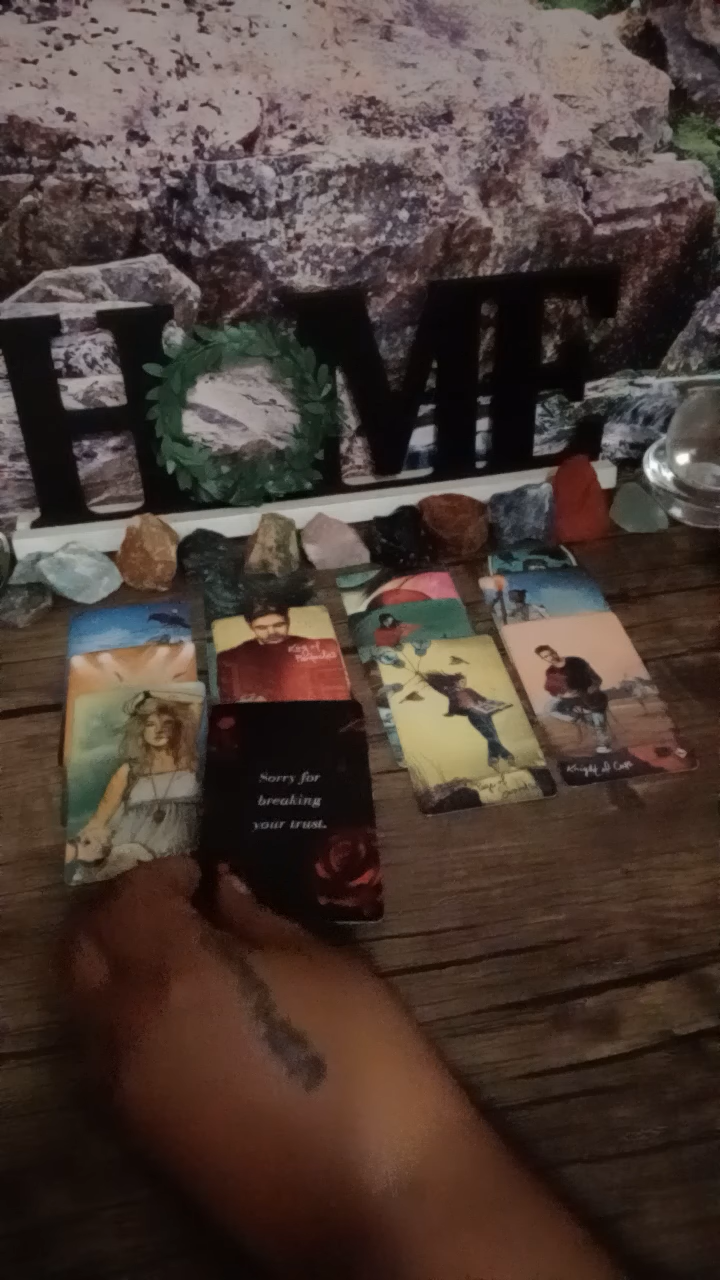 HOME
King of
Pentacles
Sorry for
breaking
your trust.
Knight of Cups